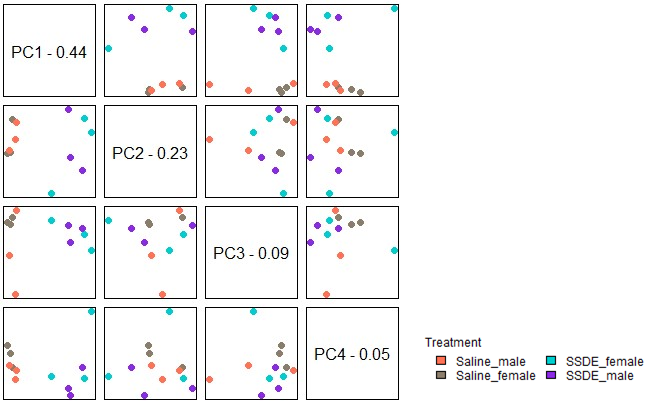 PC1 - 0.44
PC2 - 0.23
PC3 - 0.09
PC4 - 0.05
Treatment
Saline_male
SSDE_female
Saline_female
SSDE_male